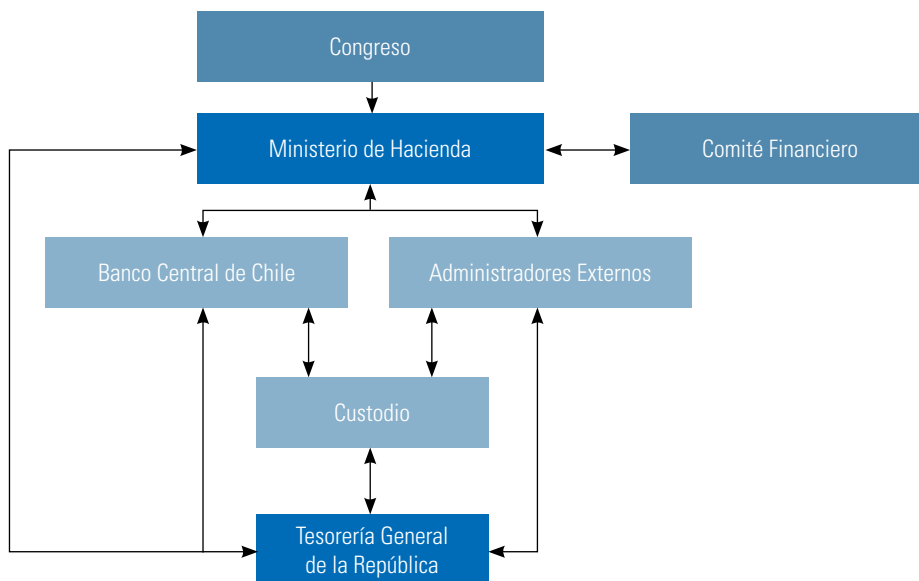 Congreso
Ministerio de Hacienda
Comité Financiero
Banco Central de Chile
Administradores Externos
Custodio
Tesorería General
de la República